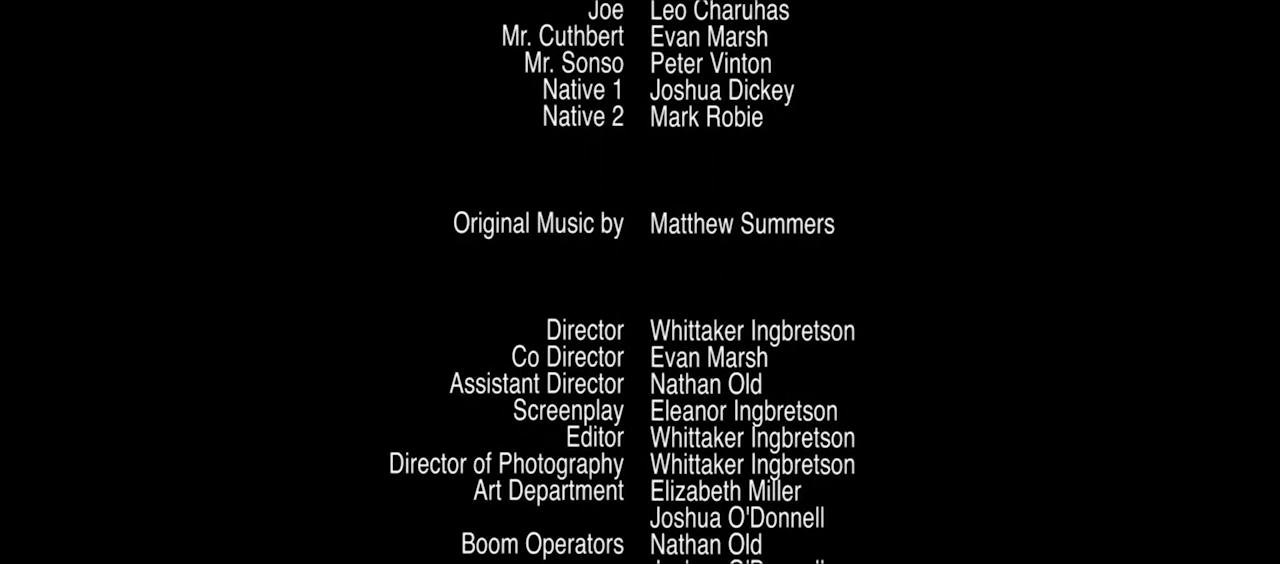 Joe Leo Charuhas
Mr. Cuthbert Evan Marsh
Mr. Sonso Peter Vinton
Native 1 Joshua Dickey
Native 2 Mark Robie
Original Music by Matthew Summers
Director Whittaker Ingbretson
Co Director Evan Marsh
Assistant Director Nathan Old
Screenplay Eleanor Ingbretson
Editor Whittaker Ingbretson
Director of Photography Whittaker Ingbretson
Art Department Elizabeth Miller
Joshua O'Donnell
Boom Operators Nathan Old